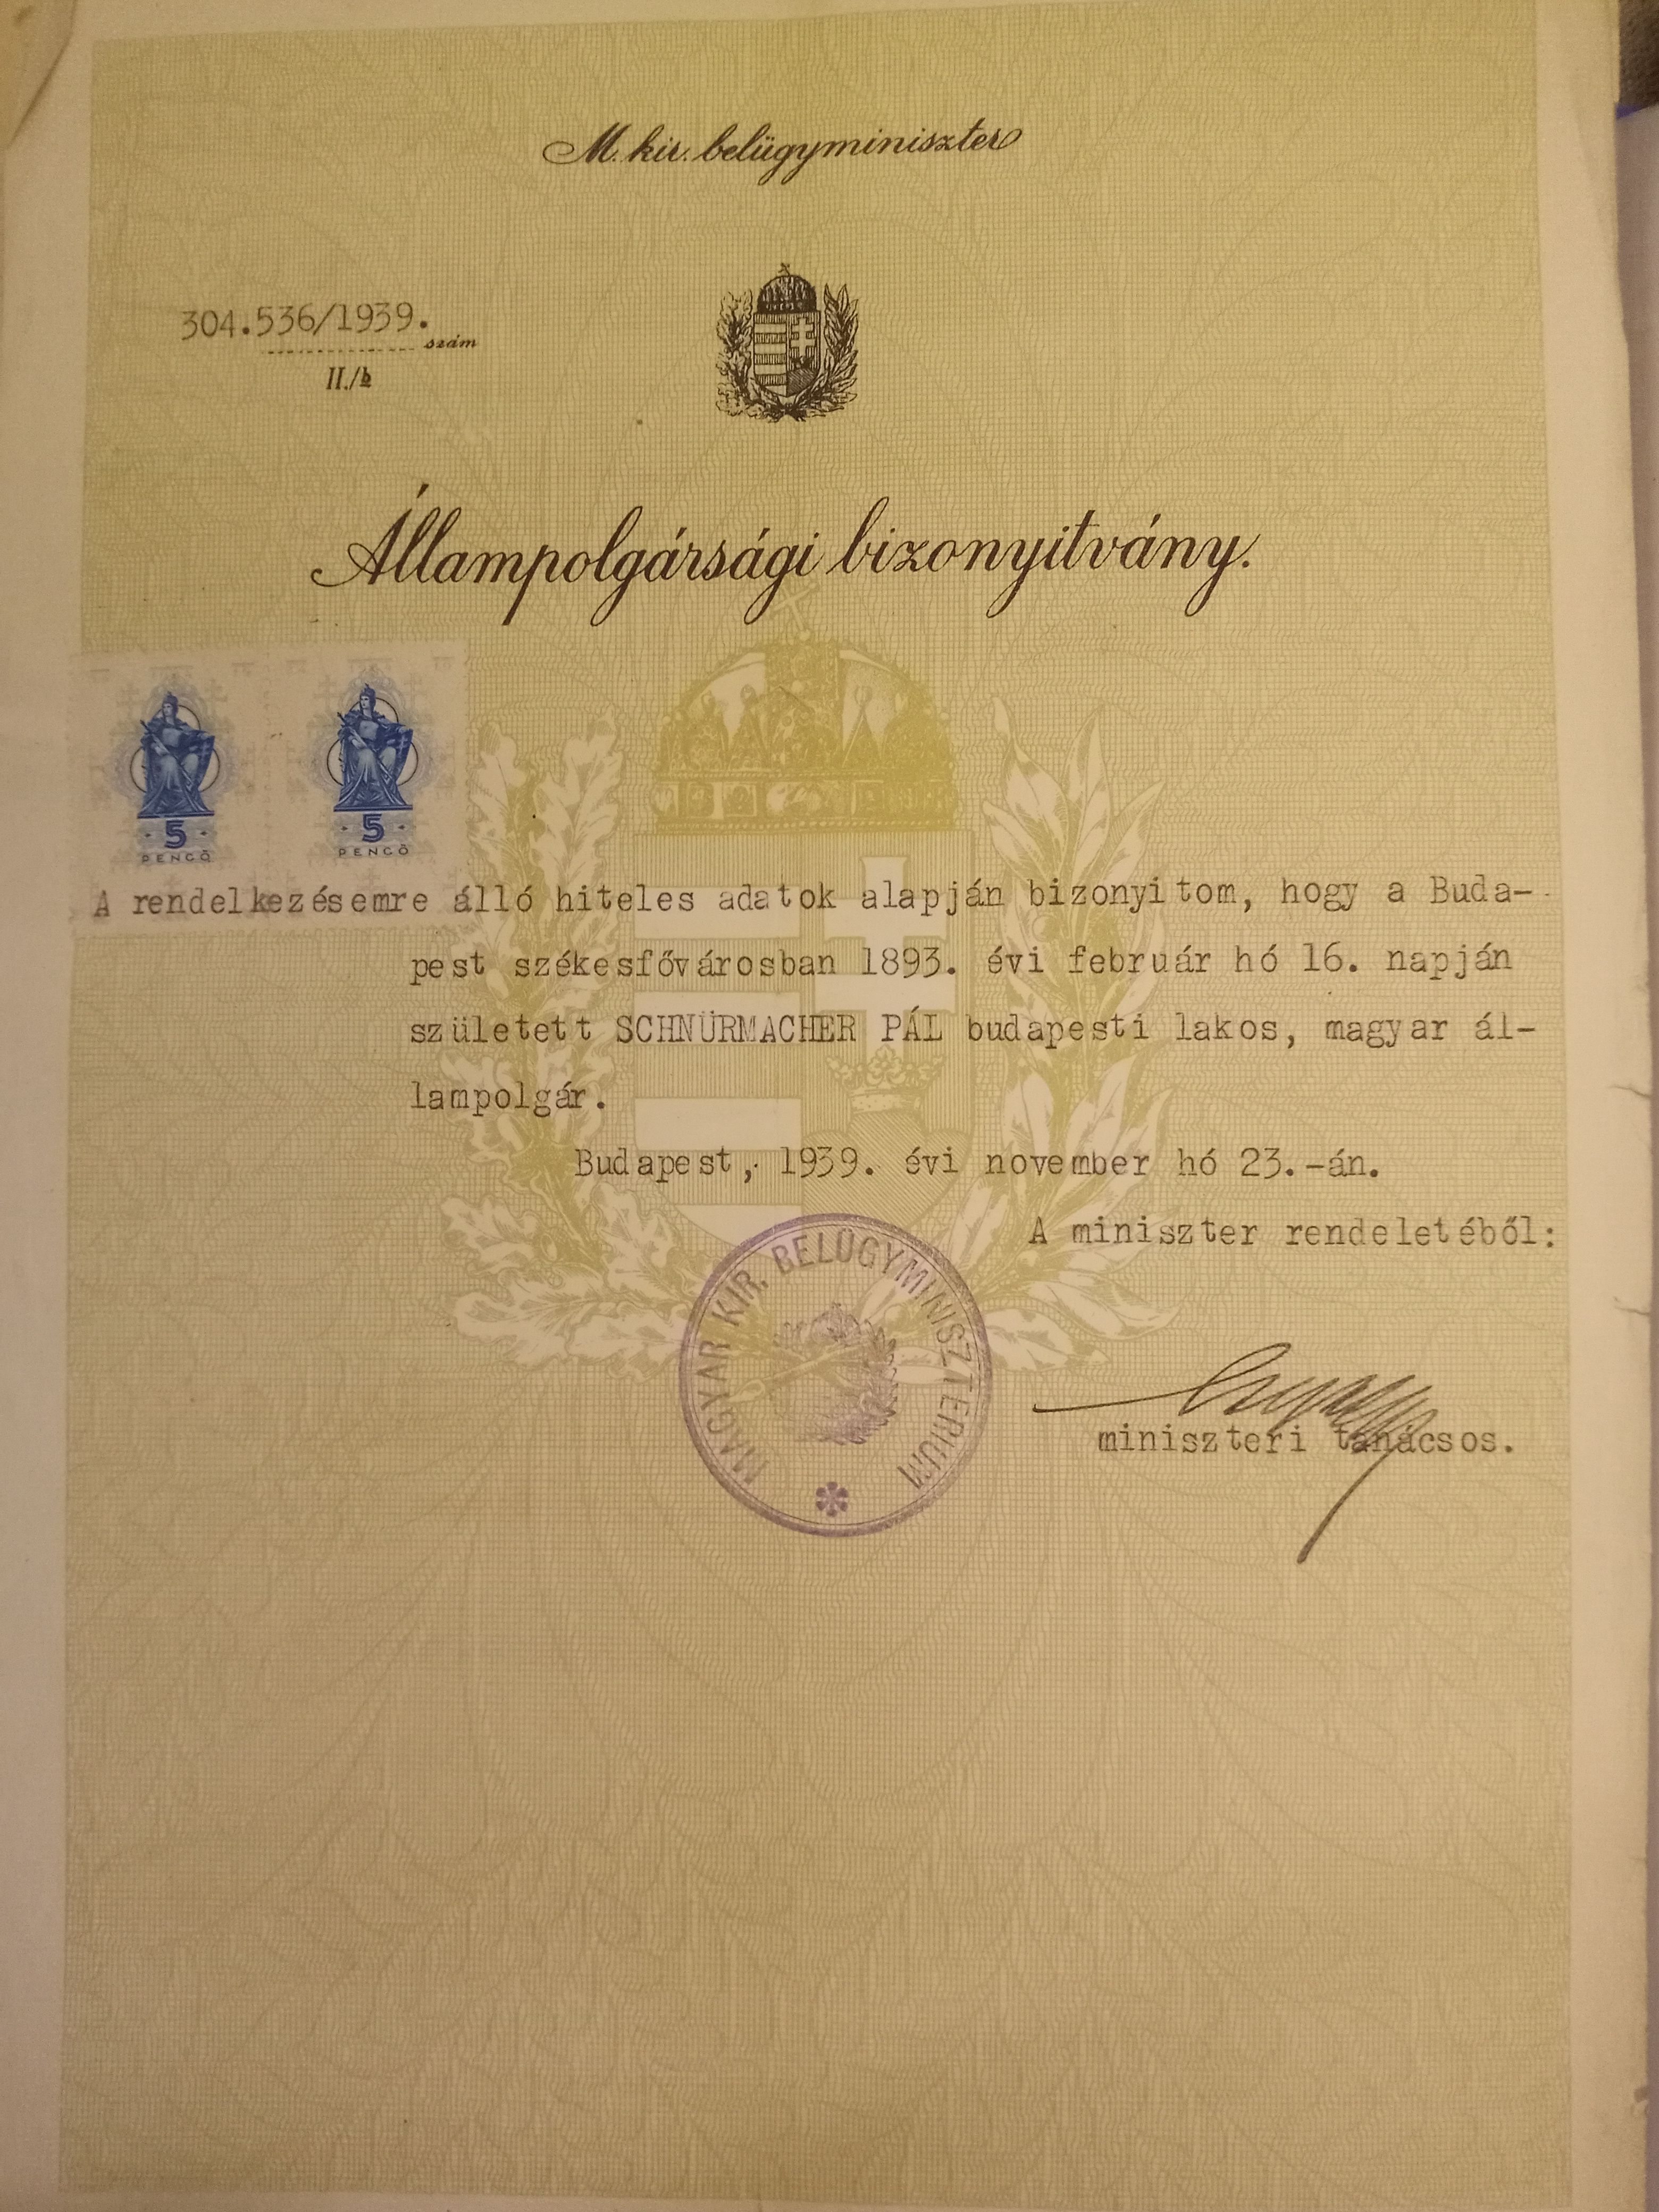 M. kir. belügyminiszter
304.536/1939.
szám
II./b
Állampolgársági bizonyitvány.
5
PENGŐ
5
PENGŐ
A rendelkezésemre álló hiteles adatok alapján bizonyitom, hogy a Buda-
pest székesfővárosban 1893. évi február hó 16. napján
született SCHNÜRMACHER PÁL budapesti lakos, magyar ál-
lampolgár.
Budapest, 1939. évi november hó 23.-án.
A miniszter rendeletéből:
MAGYAR KIR. BELÜGYMINISZTERIUM
miniszteri tanácsos.